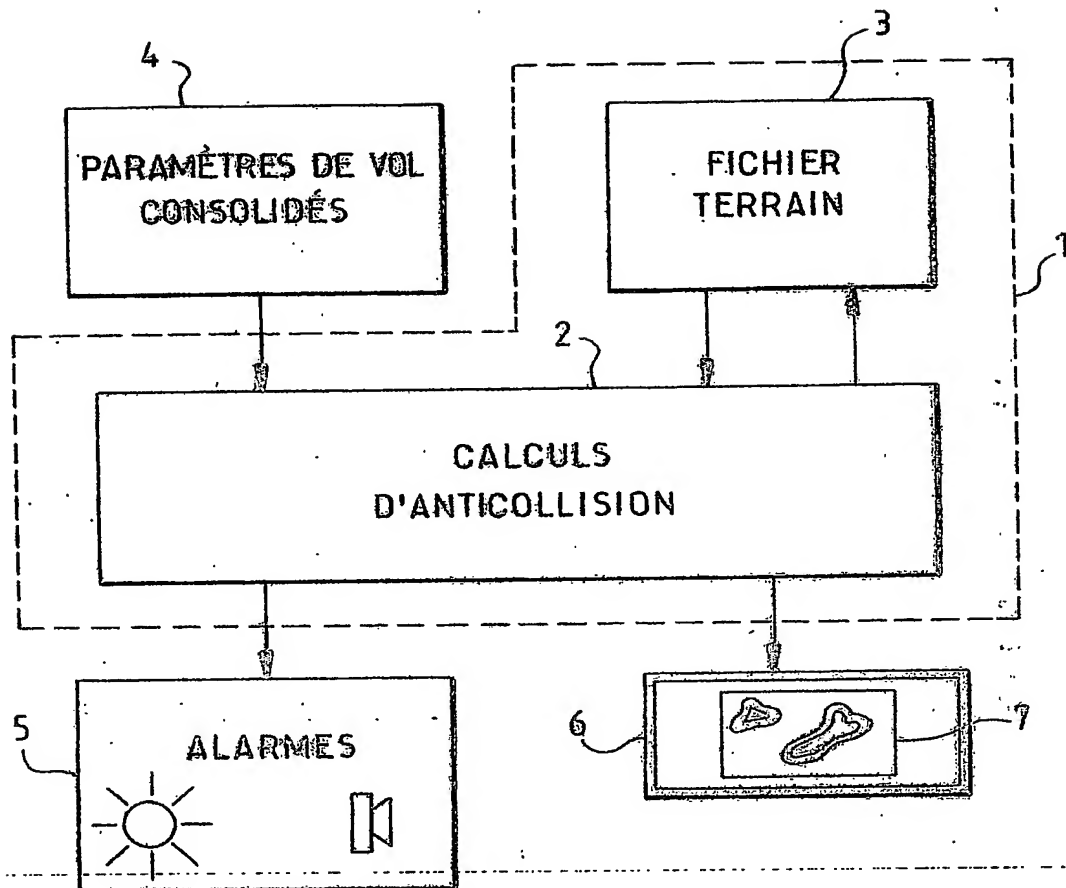 4
3
PARAMÈTRES DE VOL
CONSOLIDÉS
FICHIER
TERRAIN
1
2
CALCULS
D'ANTICOLLISION
5
ALARMES
6
7